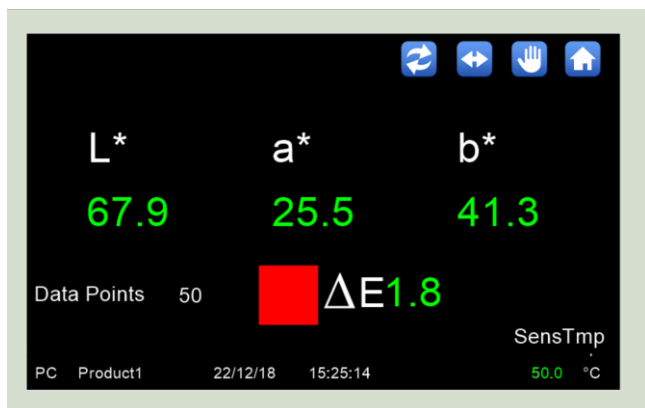 L* a* b*
67.9 25.5 41.3
Data Points 50 ΔE1.8
SensTmp
PC Product1 22/12/18 15:25:14 50.0 °C